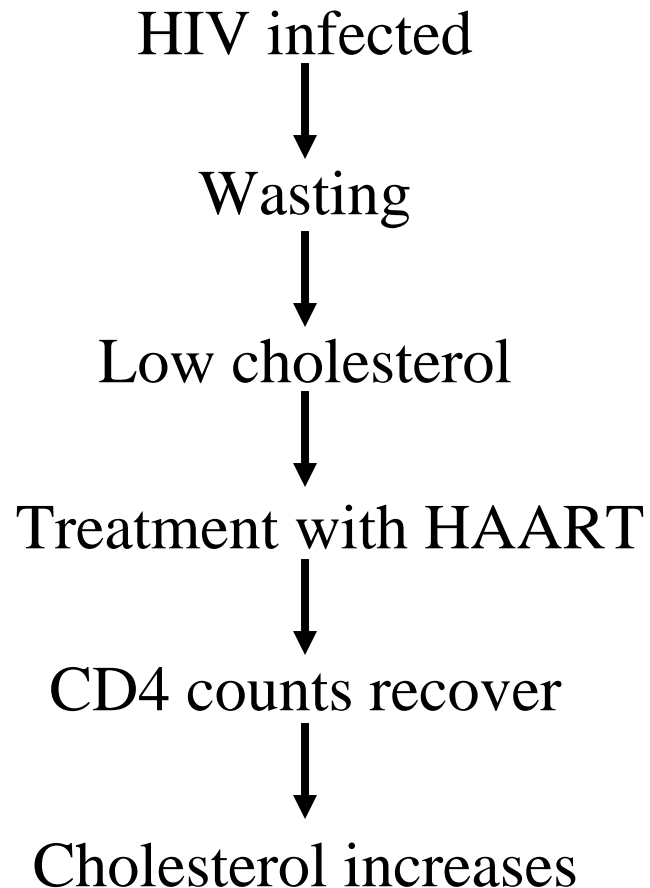 HIV infected
Wasting
Low cholesterol
Treatment with HAART
CD4 counts recover
Cholesterol increases